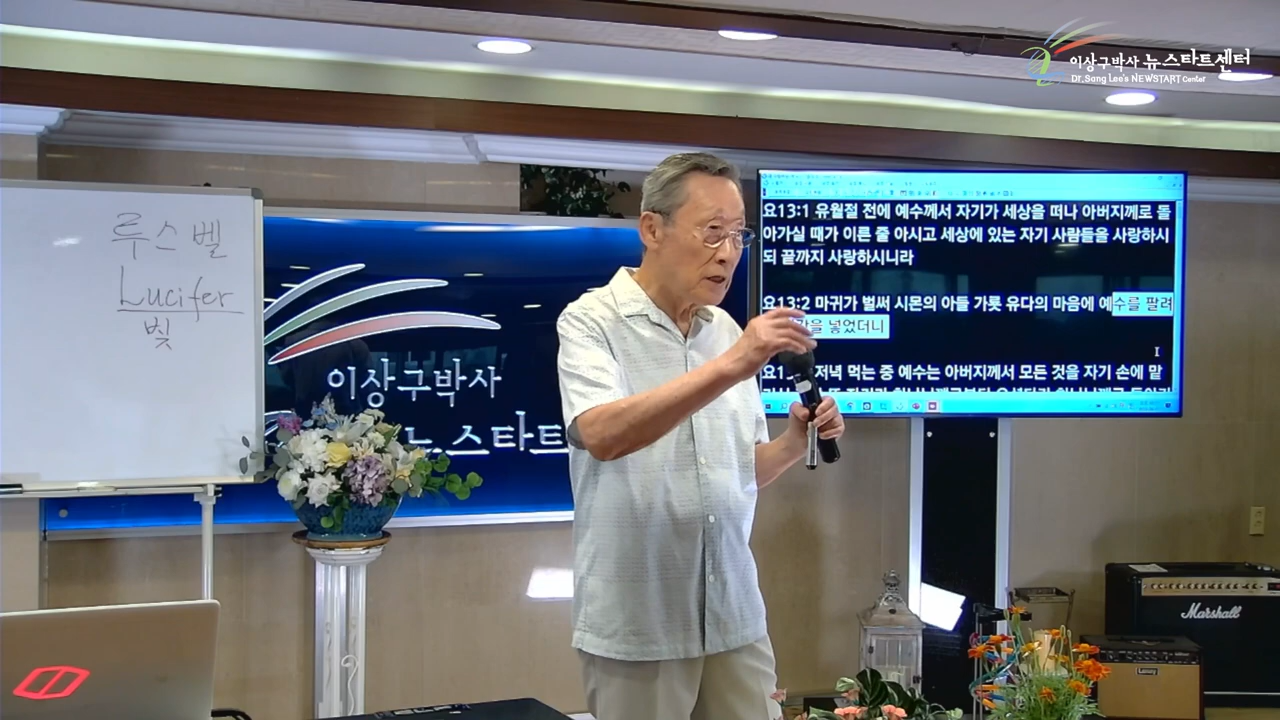 이상구박사 뉴스타트센터
Dr. Sang Lee's NEWSTART Center
루스벨
Lucifer
빛
이상구박사
뉴스타트
요13:1 유월절 전에 예수께서 자기가 세상을 떠나 아버지께로 돌
아가실 때가 이른 줄 아시고 세상에 있는 자기 사람들을 사랑하시
되 끝까지 사랑하시니라
요13:2 마귀가 벌써 시몬의 아들 가룟 유다의 마음에 예수를 팔려
을 넣었더니
저녁 먹는 중 예수는 아버지께서 모든 것을 자기 손에 맡
Marshall
Laney